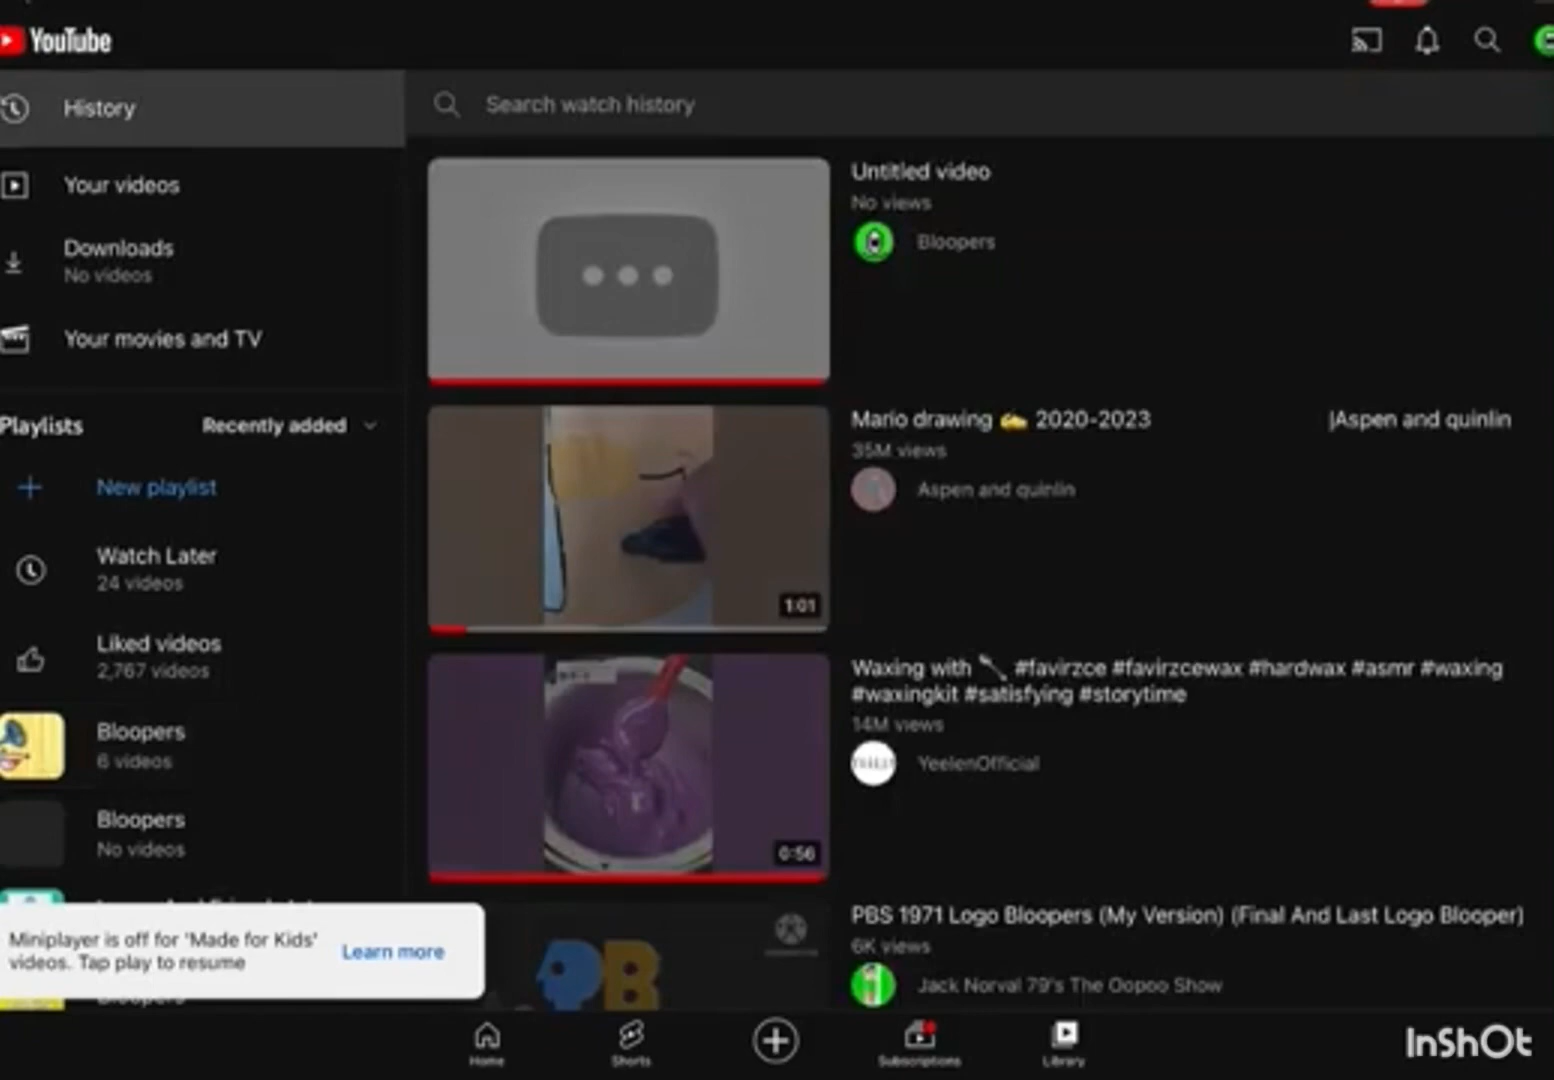 YouTube
History
Search watch history
Your videos
Downloads
No videos
Your movies and TV
Playlists
Recently added
New playlist
Watch Later
24 videos
Liked videos
2,767 videos
Bloopers
6 videos
Bloopers
No videos
Miniplayer is off for 'Made for Kids'
videos. Tap play to resume
Learn more
Bloopers
Untitled video
No views
Bloopers
Mario drawing ✍️ 2020-2023 |Aspen and quinlin
35M views
Aspen and quinlin
1:01
Waxing with 🥄 #favirzce #favirzcewax #hardwax #asmr #waxing
#waxingkit #satisfying #storytime
14M views
YeelenOfficial
0:56
PBS 1971 Logo Bloopers (My Version) (Final And Last Logo Blooper)
6K views
Jack Norval 79's The Oopoo Show
PB
Home
Shorts
Subscriptions
Library
InShOt